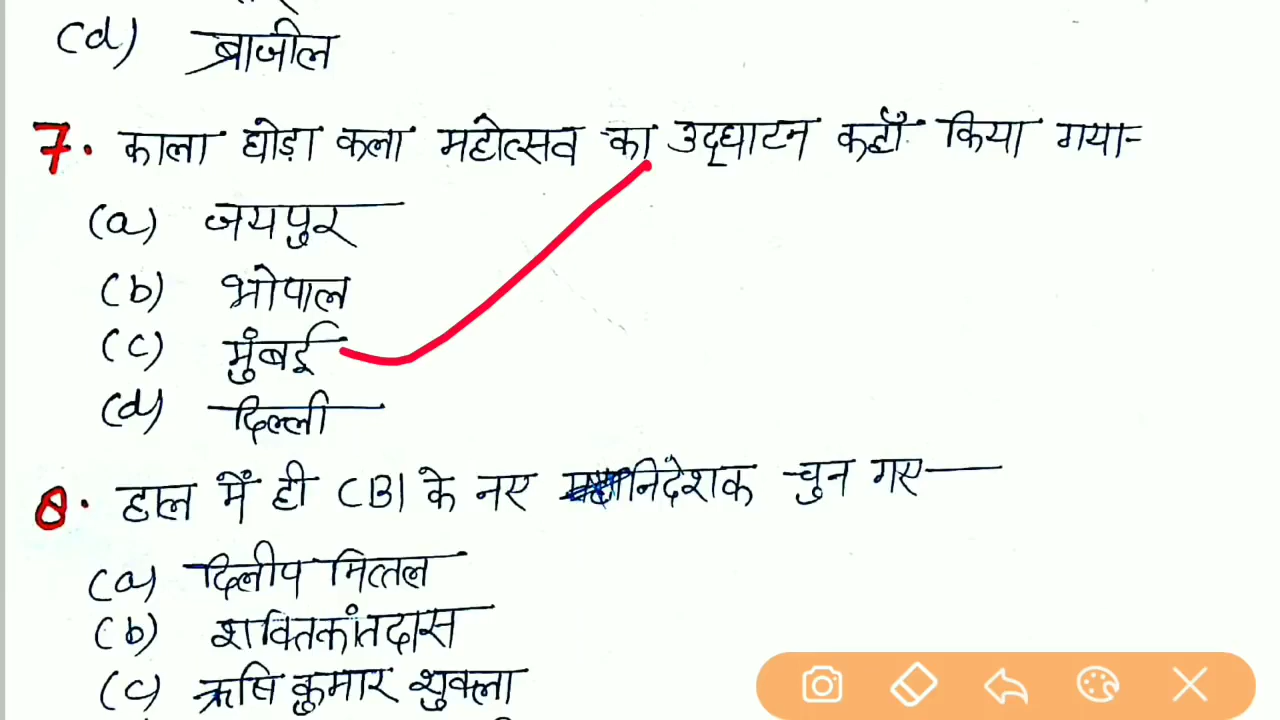 (d) ब्राजील
7. काला घोड़ा कला महोत्सव का उद्घाटन कहाँ किया गया-
(a) जयपुर
(b) भोपाल
(c) मुंबई
(d) दिल्ली
8. हाल में ही CBI के नए निदेशक चुन गए—
(a) दिलीप मित्तल
(b) शक्तिकांतदास
(c) ऋषि कुमार शुक्ला